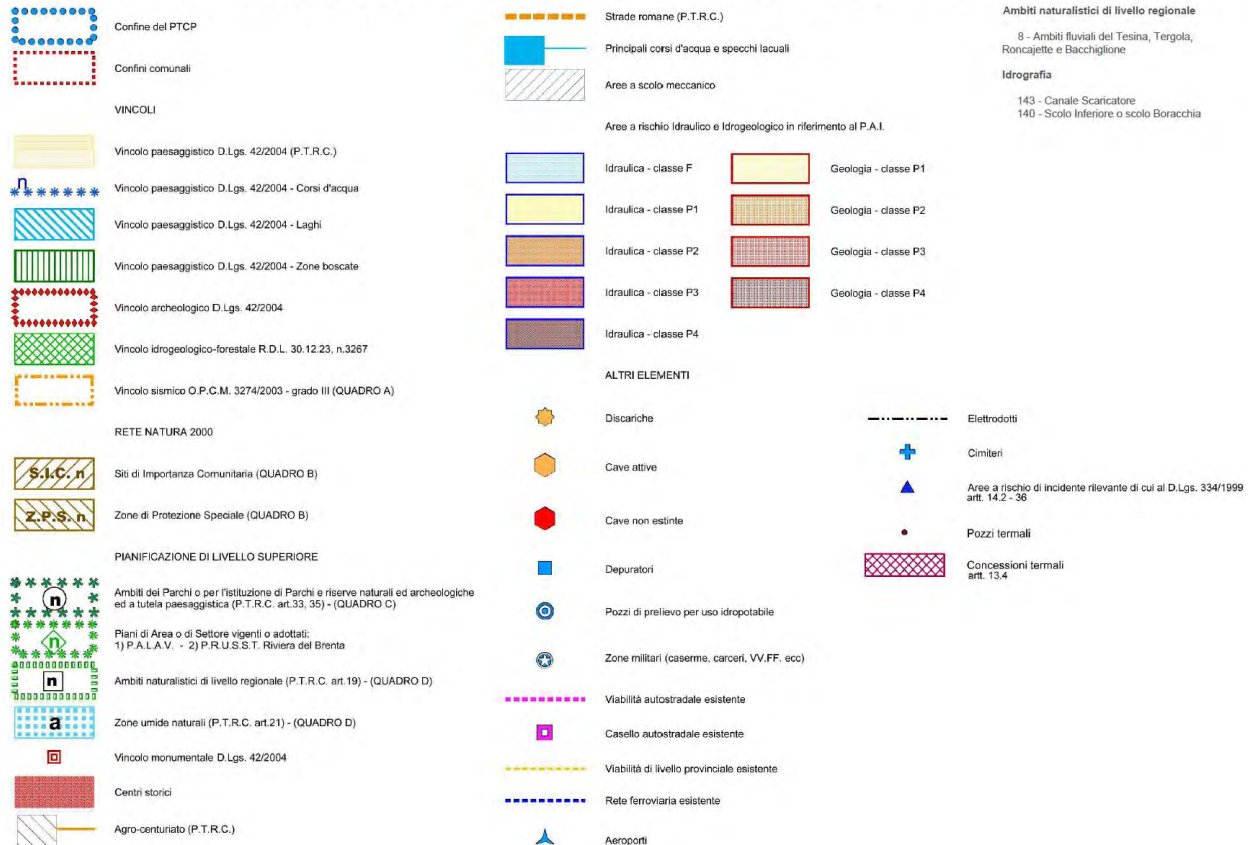 Confine del PTCP
Confini comunali
VINCOLI
Vincolo paesaggistico D.Lgs. 42/2004 (P.T.R.C.)
n
Vincolo paesaggistico D.Lgs. 42/2004 - Corsi d'acqua
Vincolo paesaggistico D.Lgs. 42/2004 - Laghi
Vincolo paesaggistico D.Lgs. 42/2004 - Zone boscate
Vincolo archeologico D.Lgs. 42/2004
Vincolo idrogeologico-forestale R.D.L. 30.12.23, n.3267
Vincolo sismico O.P.C.M. 3274/2003 - grado III (QUADRO A)
RETE NATURA 2000
S.I.C. n
Siti di Importanza Comunitaria (QUADRO B)
Z.P.S. n
Zone di Protezione Speciale (QUADRO B)
PIANIFICAZIONE DI LIVELLO SUPERIORE
n
Ambiti dei Parchi o per l'istituzione di Parchi e riserve naturali ed archeologiche
ed a tutela paesaggistica (P.T.R.C. art.33, 35) - (QUADRO C)
n
Piani di Area o di Settore vigenti o adottati:
1) P.A.L.A.V. - 2) P.R.U.S.S.T. Riviera del Brenta
n
Ambiti naturalistici di livello regionale (P.T.R.C. art.19) - (QUADRO D)
a
Zone umide naturali (P.T.R.C. art.21) - (QUADRO D)
Vincolo monumentale D.Lgs. 42/2004
Centri storici
Agro-centuriato (P.T.R.C.)
Strade romane (P.T.R.C.)
Principali corsi d'acqua e specchi lacuali
Aree a scolo meccanico
Aree a rischio Idraulico e Idrogeologico in riferimento al P.A.I.
Idraulica - classe F
Idraulica - classe P1
Idraulica - classe P2
Idraulica - classe P3
Idraulica - classe P4
Geologia - classe P1
Geologia - classe P2
Geologia - classe P3
Geologia - classe P4
ALTRI ELEMENTI
Discariche
Cave attive
Cave non estinte
Depuratori
Pozzi di prelievo per uso idropotabile
Zone militari (caserme, carceri, VV.FF. ecc)
Viabilità autostradale esistente
Casello autostradale esistente
Viabilità di livello provinciale esistente
Rete ferroviaria esistente
Aeroporti
Elettrodotti
Cimiteri
Aree a rischio di incidente rilevante di cui al D.Lgs. 334/1999
artt. 14.2 - 36
Pozzi termali
Concessioni termali
artt. 13.4
Ambiti naturalistici di livello regionale
8 - Ambiti fluviali del Tesina, Tergola,
Roncajette e Bacchiglione
Idrografia
143 - Canale Scaricatore
140 - Scolo Inferiore o scolo Boracchia